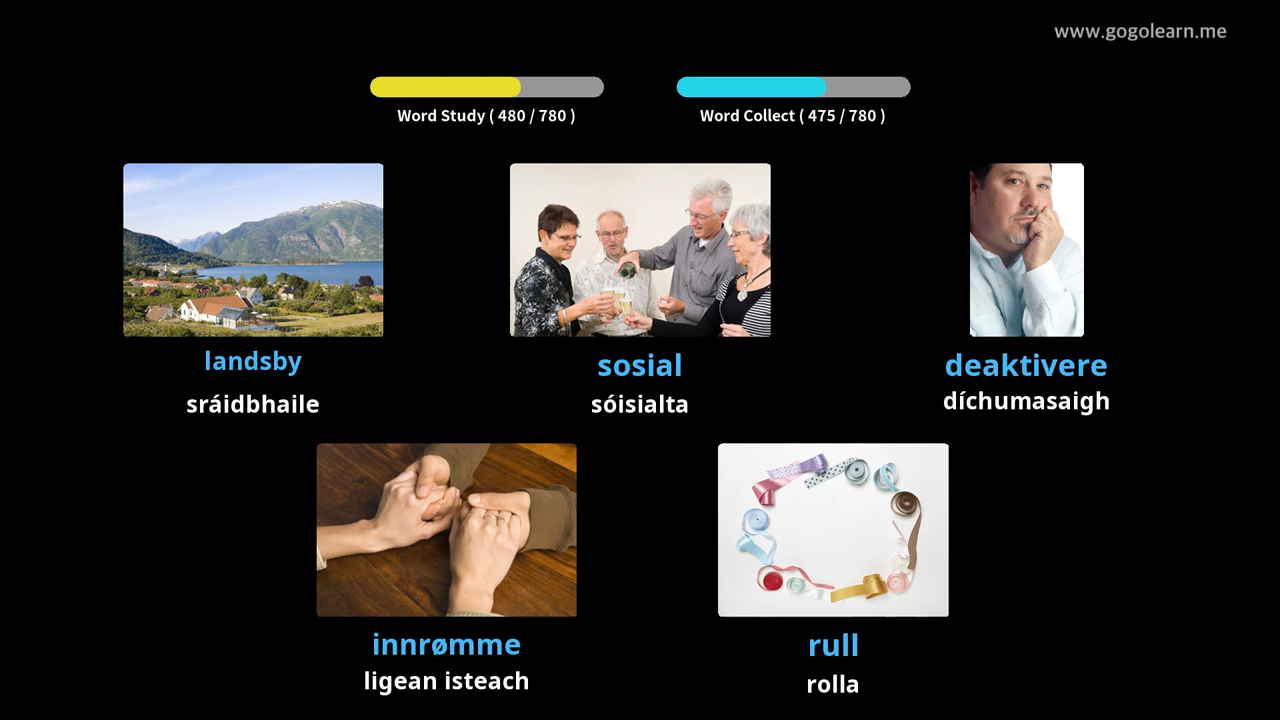 www.gogolearn.me
Word Study ( 480 / 780 )
Word Collect ( 475 / 780 )
landsby
sráidbhaile
sosial
sóisialta
deaktivere
díchumasaigh
innrømme
ligean isteach
rull
rolla